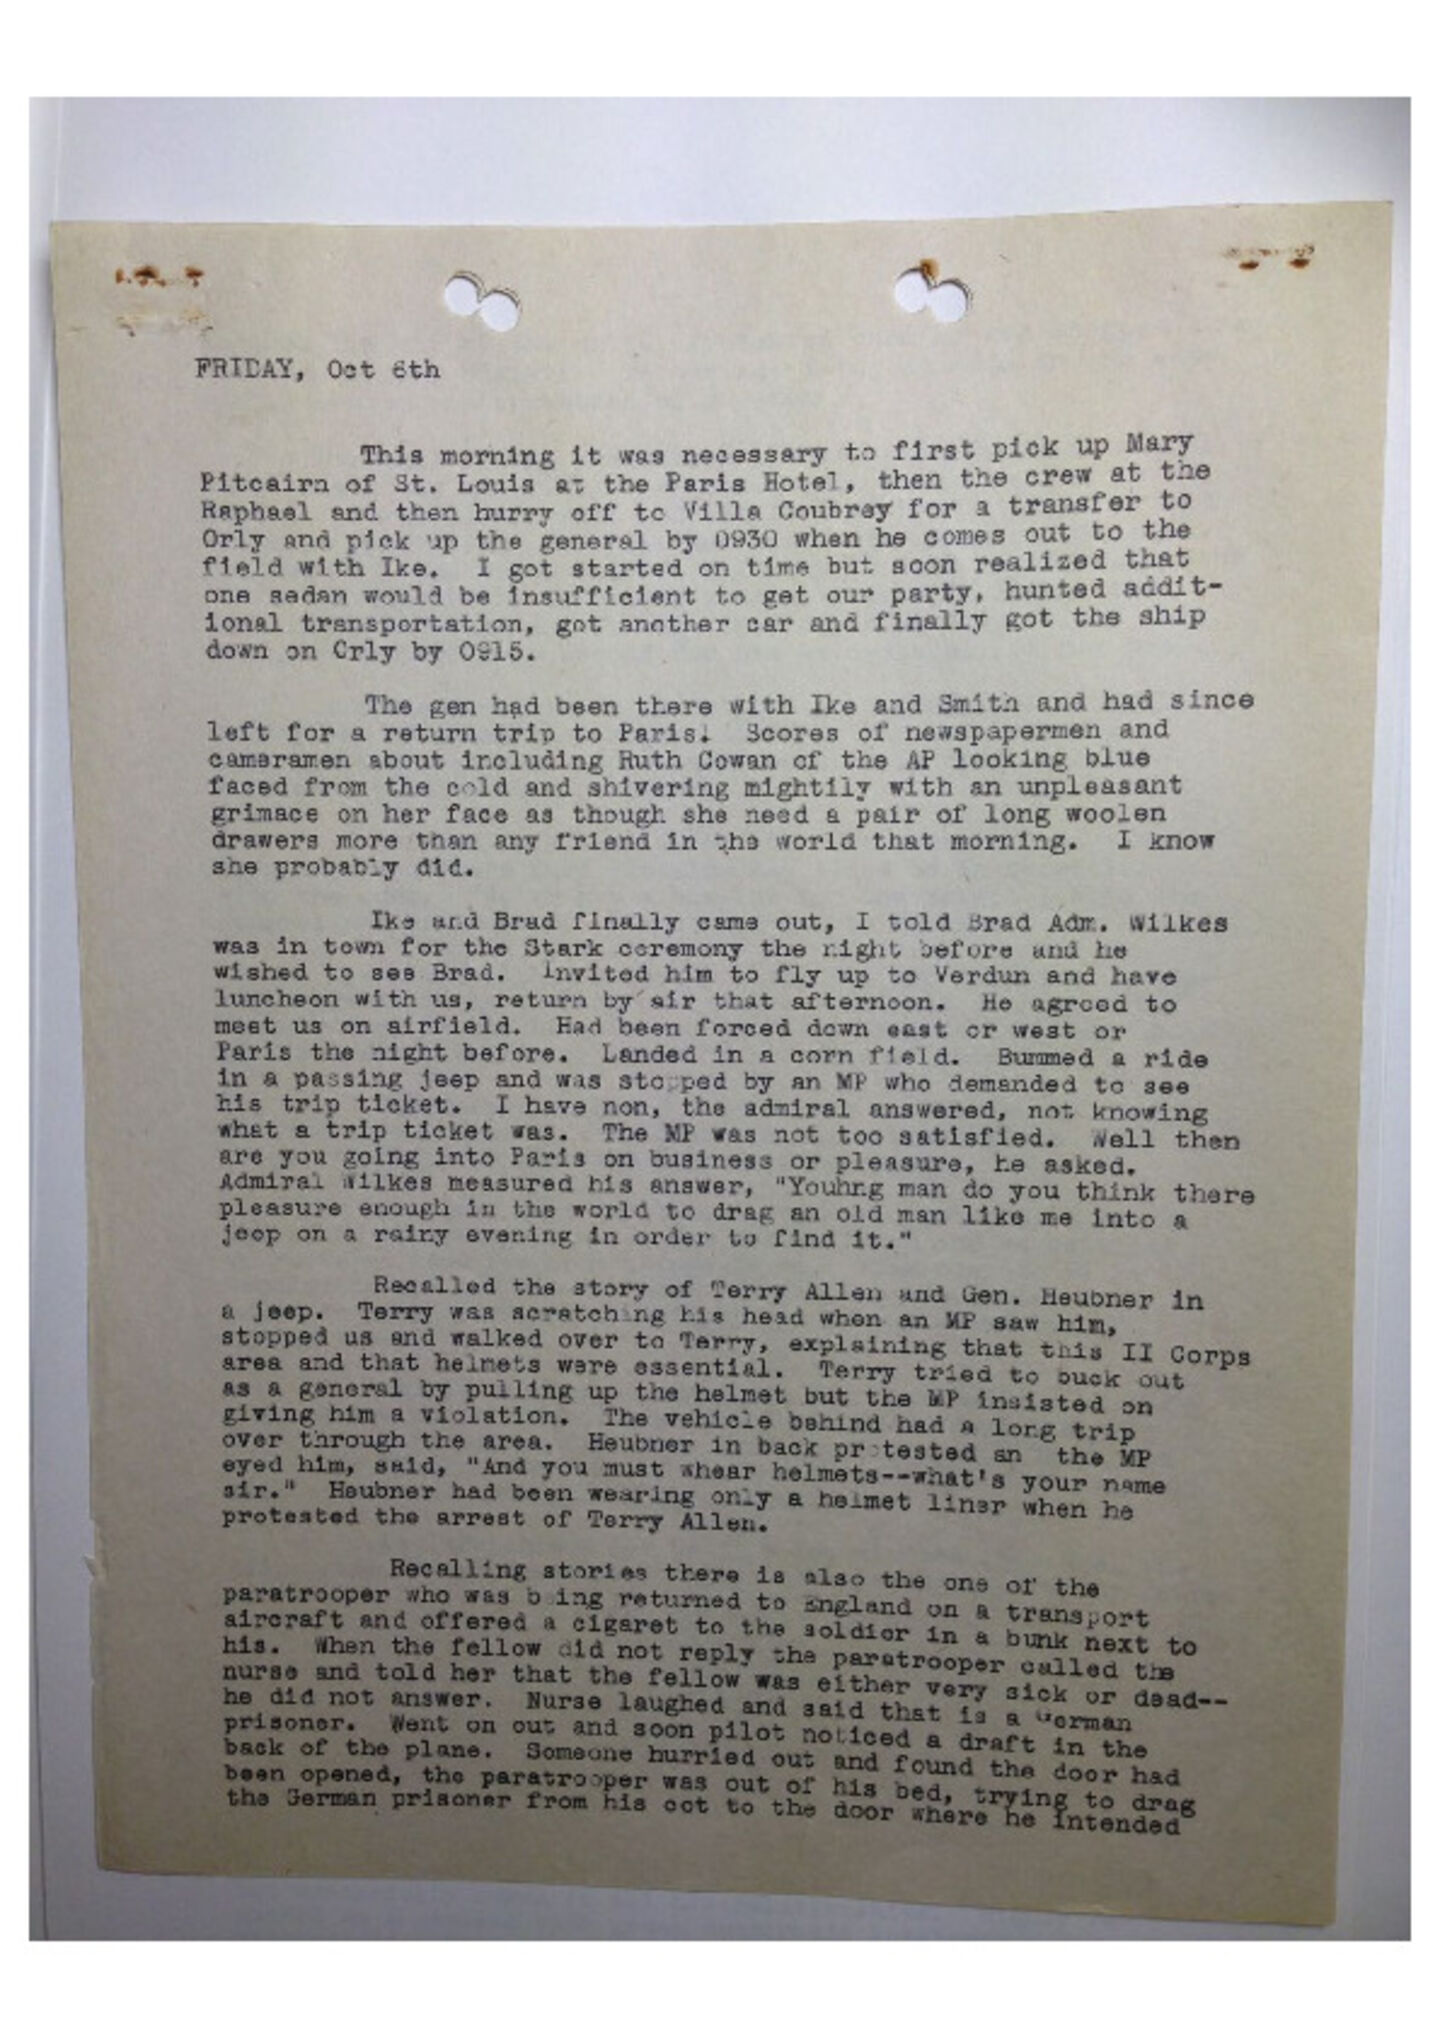 FRIDAY, Oct 6th
This morning it was necessary to first pick up Mary
Pitcairn of St. Louis at the Paris Hotel, then the crew at the
Raphael and then hurry off to Villa Coubrey for a transfer to
Orly and pick up the general by 0930 when he comes out to the
field with Ike. I got started on time but soon realized that
one sedan would be insufficient to get our party, hunted addit-
ional transportation, got another car and finally got the ship
down on Orly by 0915.
The gen had been there with Ike and Smith and had since
left for a return trip to Paris. Scores of newspapermen and
cameramen about including Ruth Cowan of the AP looking blue
faced from the cold and shivering mightily with an unpleasant
grimace on her face as though she need a pair of long woolen
drawers more than any friend in the world that morning. I know
she probably did.
Ike and Brad finally came out, I told Brad Adm. Wilkes
was in town for the Stark ceremony the night before and he
wished to see Brad. Invited him to fly up to Verdun and have
luncheon with us, return by air that afternoon. He agreed to
meet us on airfield. Had been forced down east or west or
Paris the night before. Landed in a corn field. Bummed a ride
in a passing jeep and was stopped by an MP who demanded to see
his trip ticket. I have non, the admiral answered, not knowing
what a trip ticket was. The MP was not too satisfied. Well then
are you going into Paris on business or pleasure, he asked.
Admiral Wilkes measured his answer, "Youhng man do you think there
pleasure enough in the world to drag an old man like me into a
jeep on a rainy evening in order to find it."
Recalled the story of Terry Allen and Gen. Heubner in
a jeep. Terry was scratching his head when an MP saw him,
stopped us and walked over to Terry, explaining that this II Corps
area and that helmets were essential. Terry tried to buck out
as a general by pulling up the helmet but the MP insisted on
giving him a violation. The vehicle behind had a long trip
over through the area. Heubner in back protested an the MP
eyed him, said, "And you must whear helmets--what's your name
sir." Heubner had been wearing only a helmet liner when he
protested the arrest of Terry Allen.
Recalling stories there is also the one of the
paratrooper who was being returned to England on a transport
aircraft and offered a cigaret to the soldier in a bunk next to
his. When the fellow did not reply the paratrooper called the
nurse and told her that the fellow was either very sick or dead--
he did not answer. Nurse laughed and said that is a German
prisoner. Went on out and soon pilot noticed a draft in the
back of the plane. Someone hurried out and found the door had
been opened, the paratrooper was out of his bed, trying to drag
the German prisoner from his cot to the door where he intended